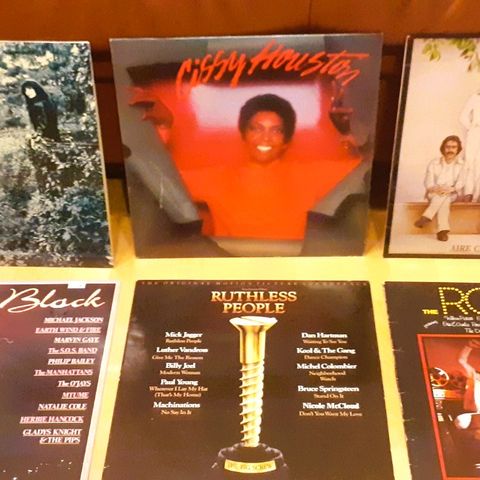 Cissy Houston
AIRE C
Black
MICHAEL JACKSON
EARTH WIND & FIRE
MARVIN GAYE
The S.O.S. BAND
PHILIP BAILEY
The MANHATTANS
The O'JAYS
MTUME
NATALIE COLE
HERBIE HANCOCK
GLADYS KNIGHT
& THE PIPS
THE ORIGINAL MOTION PICTURE SOUNDTRACK
RUTHLESS
PEOPLE
Mick Jagger
Ruthless People
Luther Vandross
Give Me The Reason
Billy Joel
Modern Woman
Paul Young
Wherever I Lay My Hat
(That's My Home)
Machinations
No Say In It
Dan Hartman
Waiting To See You
Kool & The Gang
Dance Champion
Michel Colombier
Neighborhood
Watch
Bruce Springsteen
Stand On It
Nicole McCloud
Don't You Want My Love
THE BIG SCREW
THE
RO